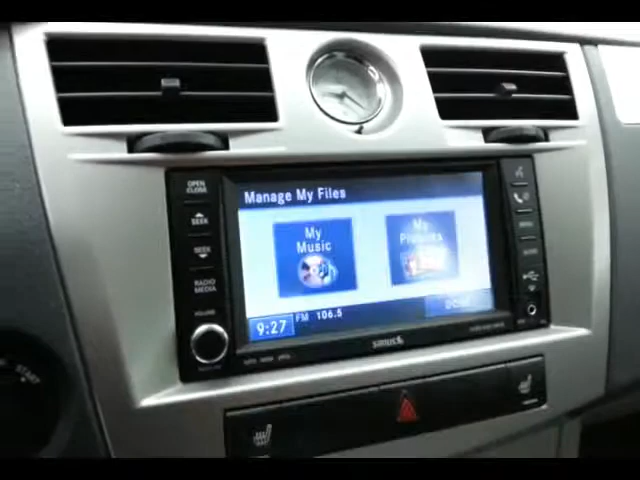 OPEN
CLOSE
SEEK
SEEK
RADIO
MEDIA
VOLUME
Manage My Files
My
Music
My
Pictures
9:27
FM 106.5
DONE
SIRIUS
START